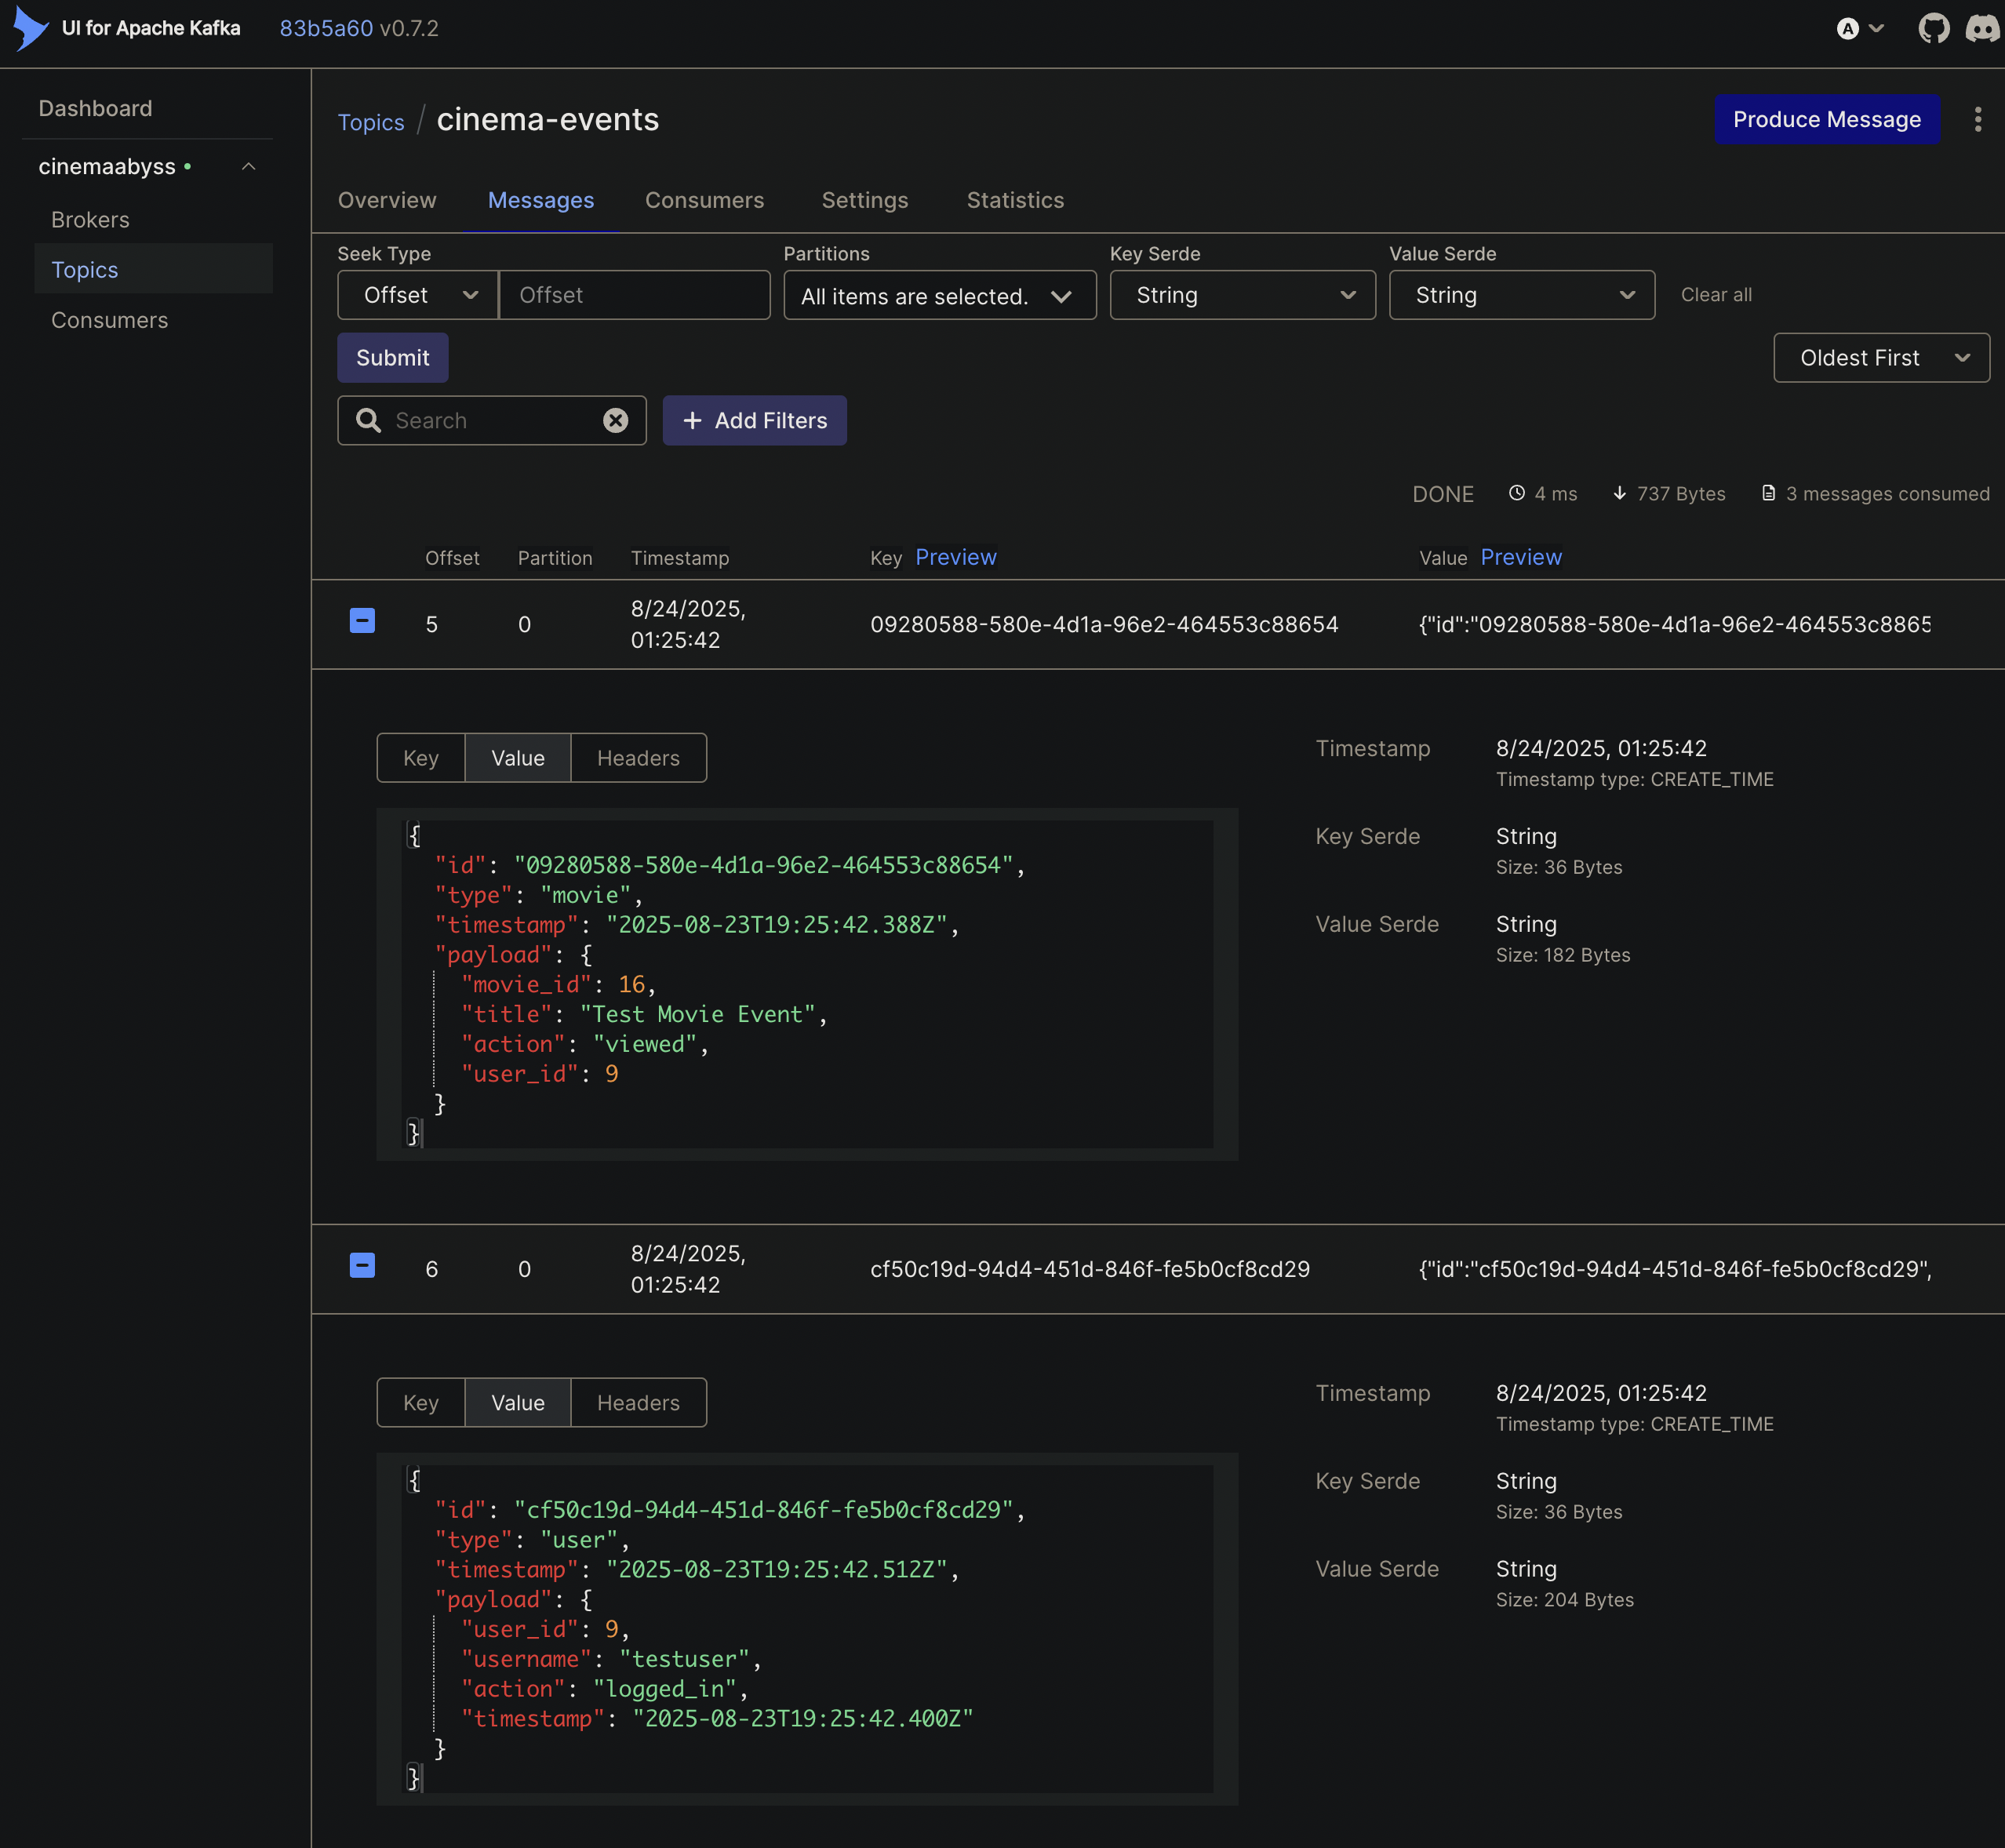 UI for Apache Kafka 83b5a60 v0.7.2 A
Dashboard
cinemaabyss
Brokers
Topics
Consumers
Topics / cinema-events
Produce Message
Overview Messages Consumers Settings Statistics
Seek Type Partitions Key Serde Value Serde
Offset Offset All items are selected. String String Clear all
Submit Oldest First
Search + Add Filters
DONE 4 ms 737 Bytes 3 messages consumed
Offset Partition Timestamp Key Preview Value Preview
5 0 8/24/2025, 09280588-580e-4d1a-96e2-464553c88654 {"id":"09280588-580e-4d1a-96e2-464553c8865
01:25:42
Key Value Headers
{
"id": "09280588-580e-4d1a-96e2-464553c88654",
"type": "movie",
"timestamp": "2025-08-23T19:25:42.388Z",
"payload": {
"movie_id": 16,
"title": "Test Movie Event",
"action": "viewed",
"user_id": 9
}
}
Timestamp 8/24/2025, 01:25:42
Timestamp type: CREATE_TIME
Key Serde String
Size: 36 Bytes
Value Serde String
Size: 182 Bytes
6 0 8/24/2025, cf50c19d-94d4-451d-846f-fe5b0cf8cd29 {"id":"cf50c19d-94d4-451d-846f-fe5b0cf8cd29",
01:25:42
Key Value Headers
{
"id": "cf50c19d-94d4-451d-846f-fe5b0cf8cd29",
"type": "user",
"timestamp": "2025-08-23T19:25:42.512Z",
"payload": {
"user_id": 9,
"username": "testuser",
"action": "logged_in",
"timestamp": "2025-08-23T19:25:42.400Z"
}
}
Timestamp 8/24/2025, 01:25:42
Timestamp type: CREATE_TIME
Key Serde String
Size: 36 Bytes
Value Serde String
Size: 204 Bytes